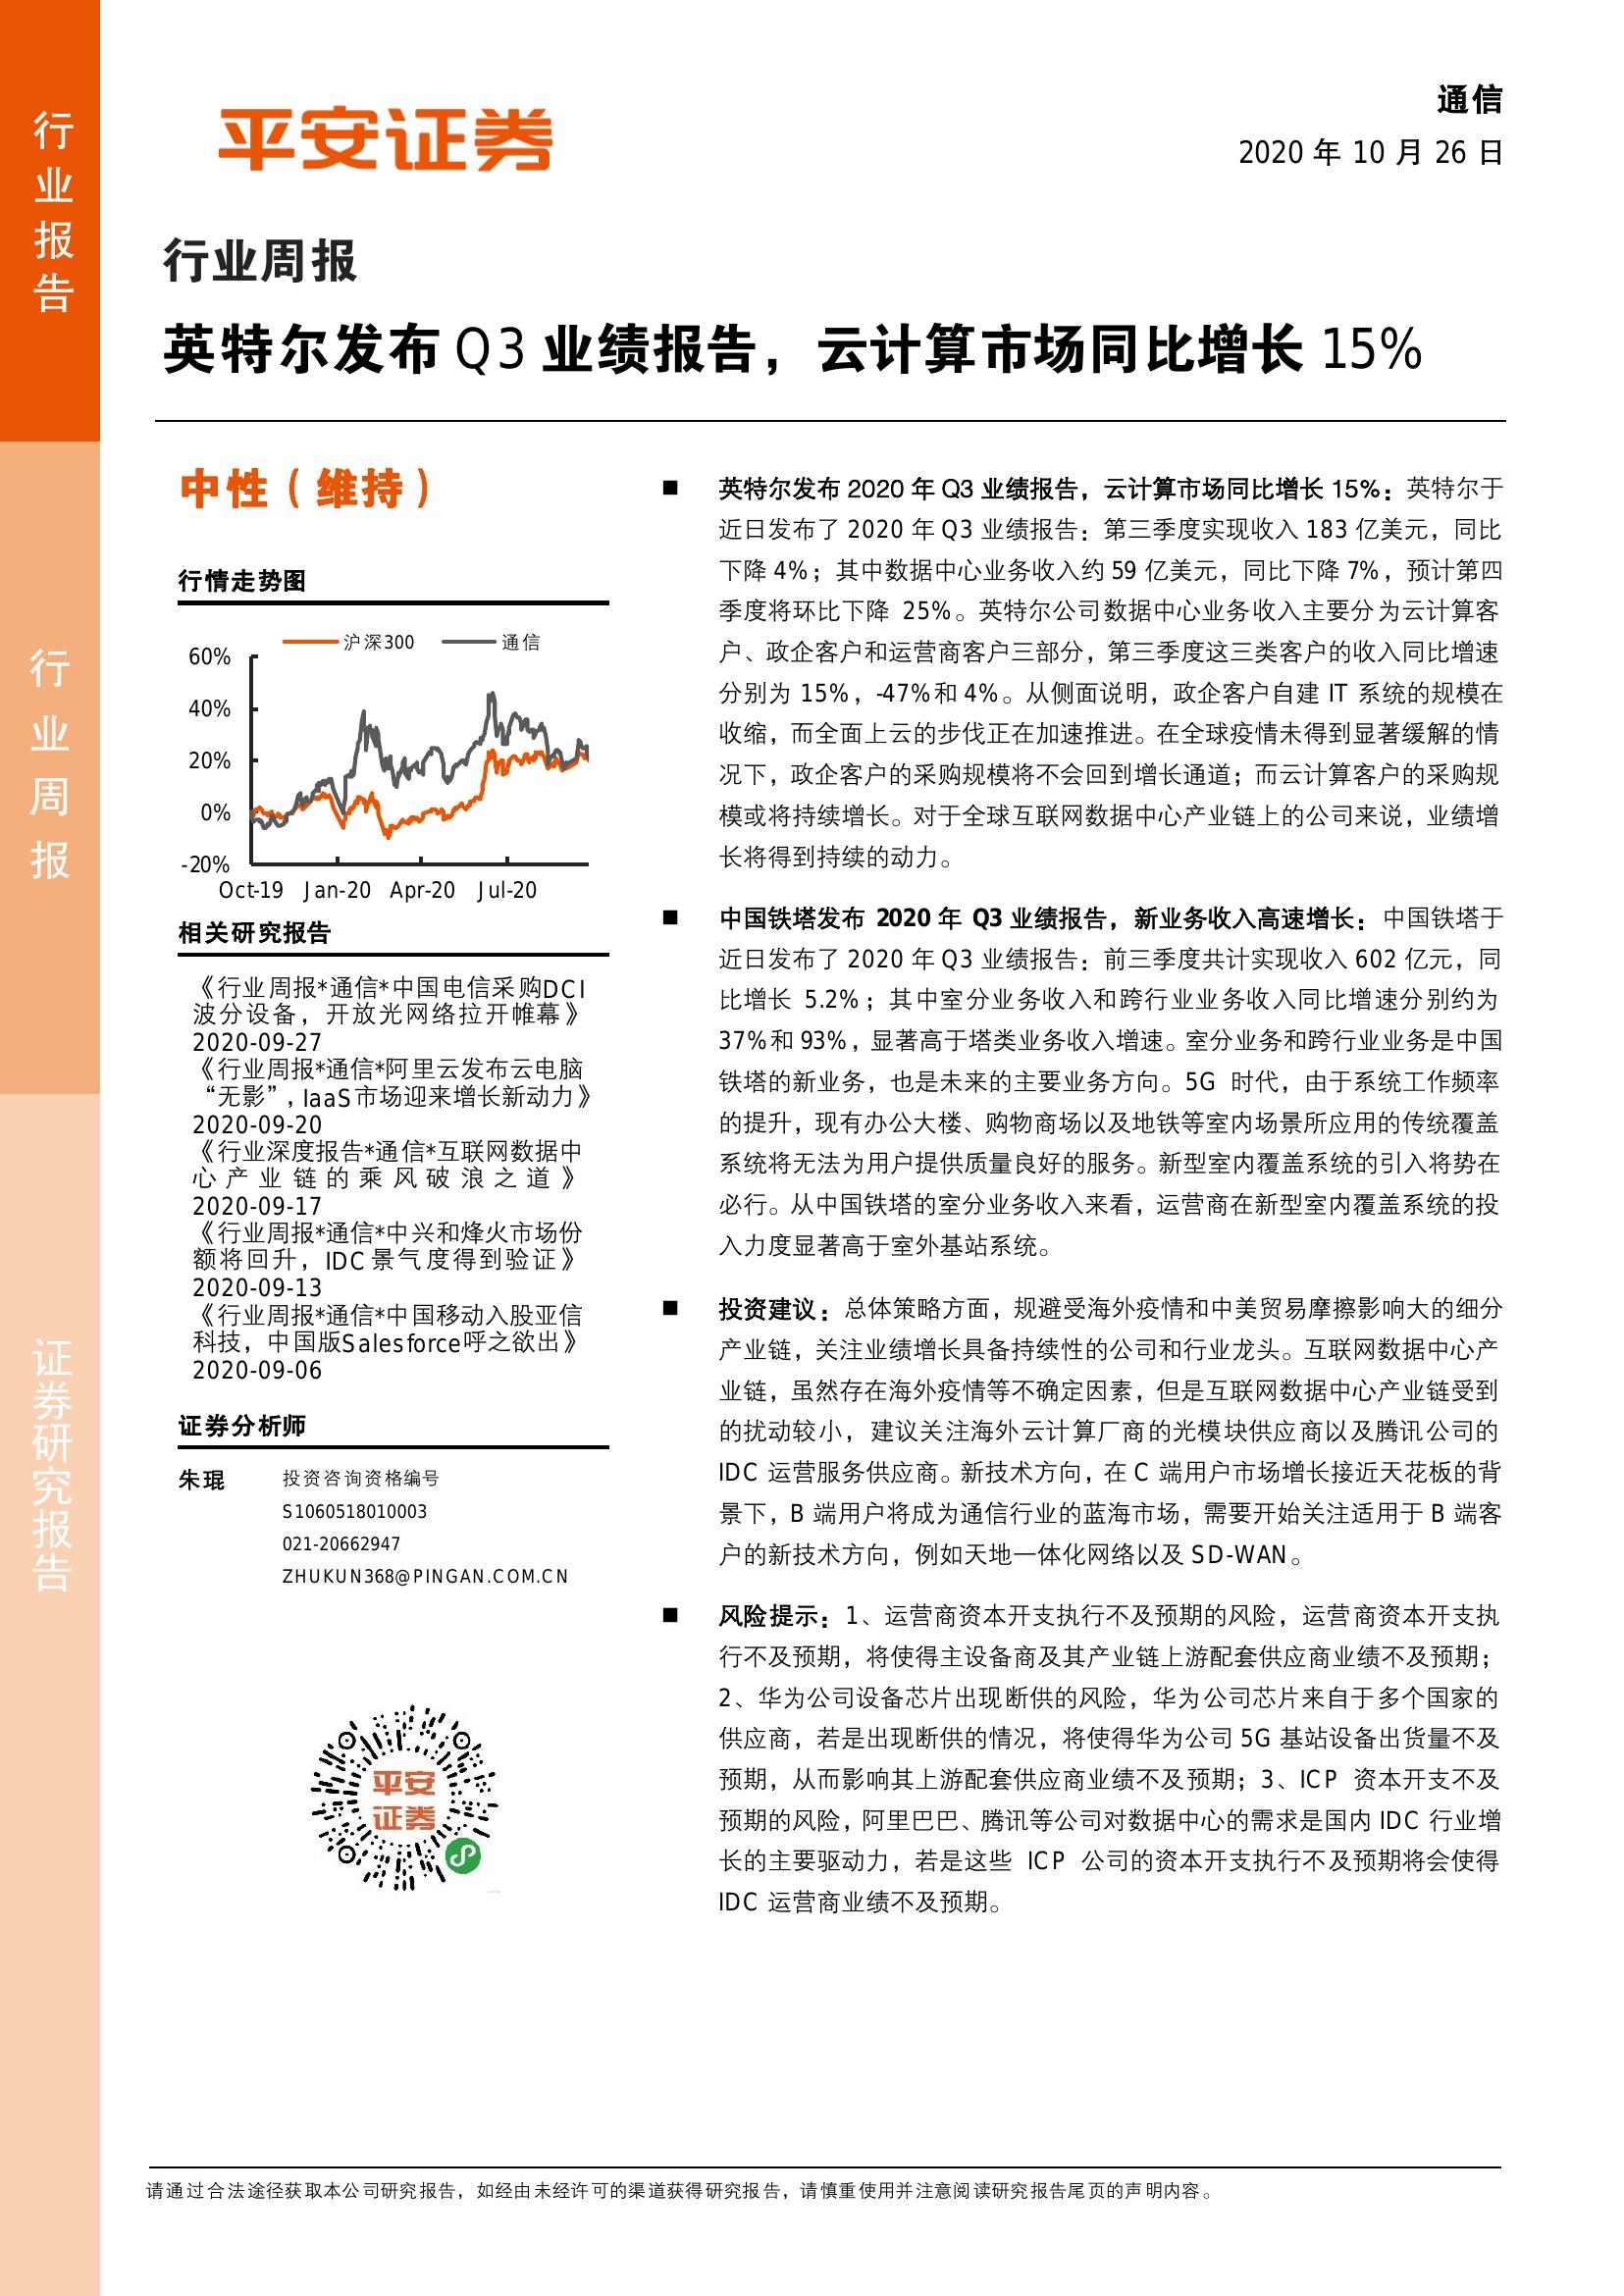 行业报告
行业周报
证券研究报告
平安证券
通信
2020 年 10 月 26 日
行业周报
英特尔发布 Q3 业绩报告，云计算市场同比增长 15%
中性（维持）
行情走势图
沪深300 通信
60%
40%
20%
0%
-20%
Oct-19 Jan-20 Apr-20 Jul-20
相关研究报告
《行业周报*通信*中国电信采购DCI
波分设备，开放光网络拉开帷幕》
2020-09-27
《行业周报*通信*阿里云发布云电脑
“无影”，IaaS市场迎来增长新动力》
2020-09-20
《行业深度报告*通信*互联网数据中
心产业链的乘风破浪之道》
2020-09-17
《行业周报*通信*中兴和烽火市场份
额将回升，IDC景气度得到验证》
2020-09-13
《行业周报*通信*中国移动入股亚信
科技，中国版Salesforce呼之欲出》
2020-09-06
证券分析师
朱琨 投资咨询资格编号
S1060518010003
021-20662947
ZHUKUN368@PINGAN.COM.CN
平安
证券
■ 英特尔发布 2020 年 Q3 业绩报告，云计算市场同比增长 15%：英特尔于
近日发布了 2020 年 Q3 业绩报告：第三季度实现收入 183 亿美元，同比
下降 4%；其中数据中心业务收入约 59 亿美元，同比下降 7%，预计第四
季度将环比下降 25%。英特尔公司数据中心业务收入主要分为云计算客
户、政企客户和运营商客户三部分，第三季度这三类客户的收入同比增速
分别为 15%，-47%和 4%。从侧面说明，政企客户自建 IT 系统的规模在
收缩，而全面上云的步伐正在加速推进。在全球疫情未得到显著缓解的情
况下，政企客户的采购规模将不会回到增长通道；而云计算客户的采购规
模或将持续增长。对于全球互联网数据中心产业链上的公司来说，业绩增
长将得到持续的动力。
■ 中国铁塔发布 2020 年 Q3 业绩报告，新业务收入高速增长：中国铁塔于
近日发布了 2020 年 Q3 业绩报告：前三季度共计实现收入 602 亿元，同
比增长 5.2%；其中室分业务收入和跨行业业务收入同比增速分别约为
37%和 93%，显著高于塔类业务收入增速。室分业务和跨行业业务是中国
铁塔的新业务，也是未来的主要业务方向。5G 时代，由于系统工作频率
的提升，现有办公大楼、购物商场以及地铁等室内场景所应用的传统覆盖
系统将无法为用户提供质量良好的服务。新型室内覆盖系统的引入将势在
必行。从中国铁塔的室分业务收入来看，运营商在新型室内覆盖系统的投
入力度显著高于室外基站系统。
■ 投资建议：总体策略方面，规避受海外疫情和中美贸易摩擦影响大的细分
产业链，关注业绩增长具备持续性的公司和行业龙头。互联网数据中心产
业链，虽然存在海外疫情等不确定因素，但是互联网数据中心产业链受到
的扰动较小，建议关注海外云计算厂商的光模块供应商以及腾讯公司的
IDC 运营服务供应商。新技术方向，在 C 端用户市场增长接近天花板的背
景下，B 端用户将成为通信行业的蓝海市场，需要开始关注适用于 B 端客
户的新技术方向，例如天地一体化网络以及 SD-WAN。
■ 风险提示：1、运营商资本开支执行不及预期的风险，运营商资本开支执
行不及预期，将使得主设备商及其产业链上游配套供应商业绩不及预期；
2、华为公司设备芯片出现断供的风险，华为公司芯片来自于多个国家的
供应商，若是出现断供的情况，将使得华为公司 5G 基站设备出货量不及
预期，从而影响其上游配套供应商业绩不及预期；3、ICP 资本开支不及
预期的风险，阿里巴巴、腾讯等公司对数据中心的需求是国内 IDC 行业增
长的主要驱动力，若是这些 ICP 公司的资本开支执行不及预期将会使得
IDC 运营商业绩不及预期。
请通过合法途径获取本公司研究报告，如经由未经许可的渠道获得研究报告，请慎重使用并注意阅读研究报告尾页的声明内容。